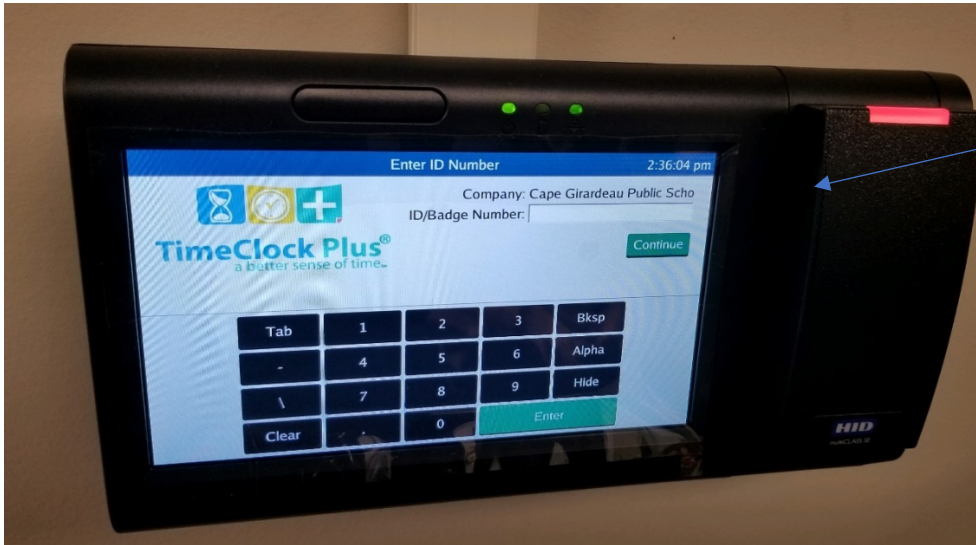 Enter ID Number 2:36:04 pm
Company: Cape Girardeau Public Scho
ID/Badge Number:
TimeClock Plus®
a better sense of time.
Continue
Tab 1 2 3 Bksp
- 4 5 6 Alpha
\ 7 8 9 Hide
Clear . 0 Enter
HID
multiCLASS SE